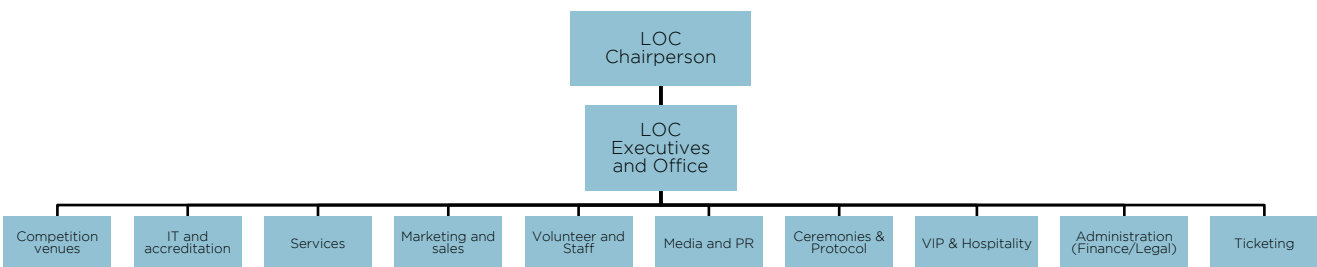 LOC
Chairperson
LOC
Executives
and Office
Competition
venues
IT and
accreditation
Services
Marketing and
sales
Volunteer and
Staff
Media and PR
Ceremonies &
Protocol
VIP & Hospitality
Administration
(Finance/Legal)
Ticketing